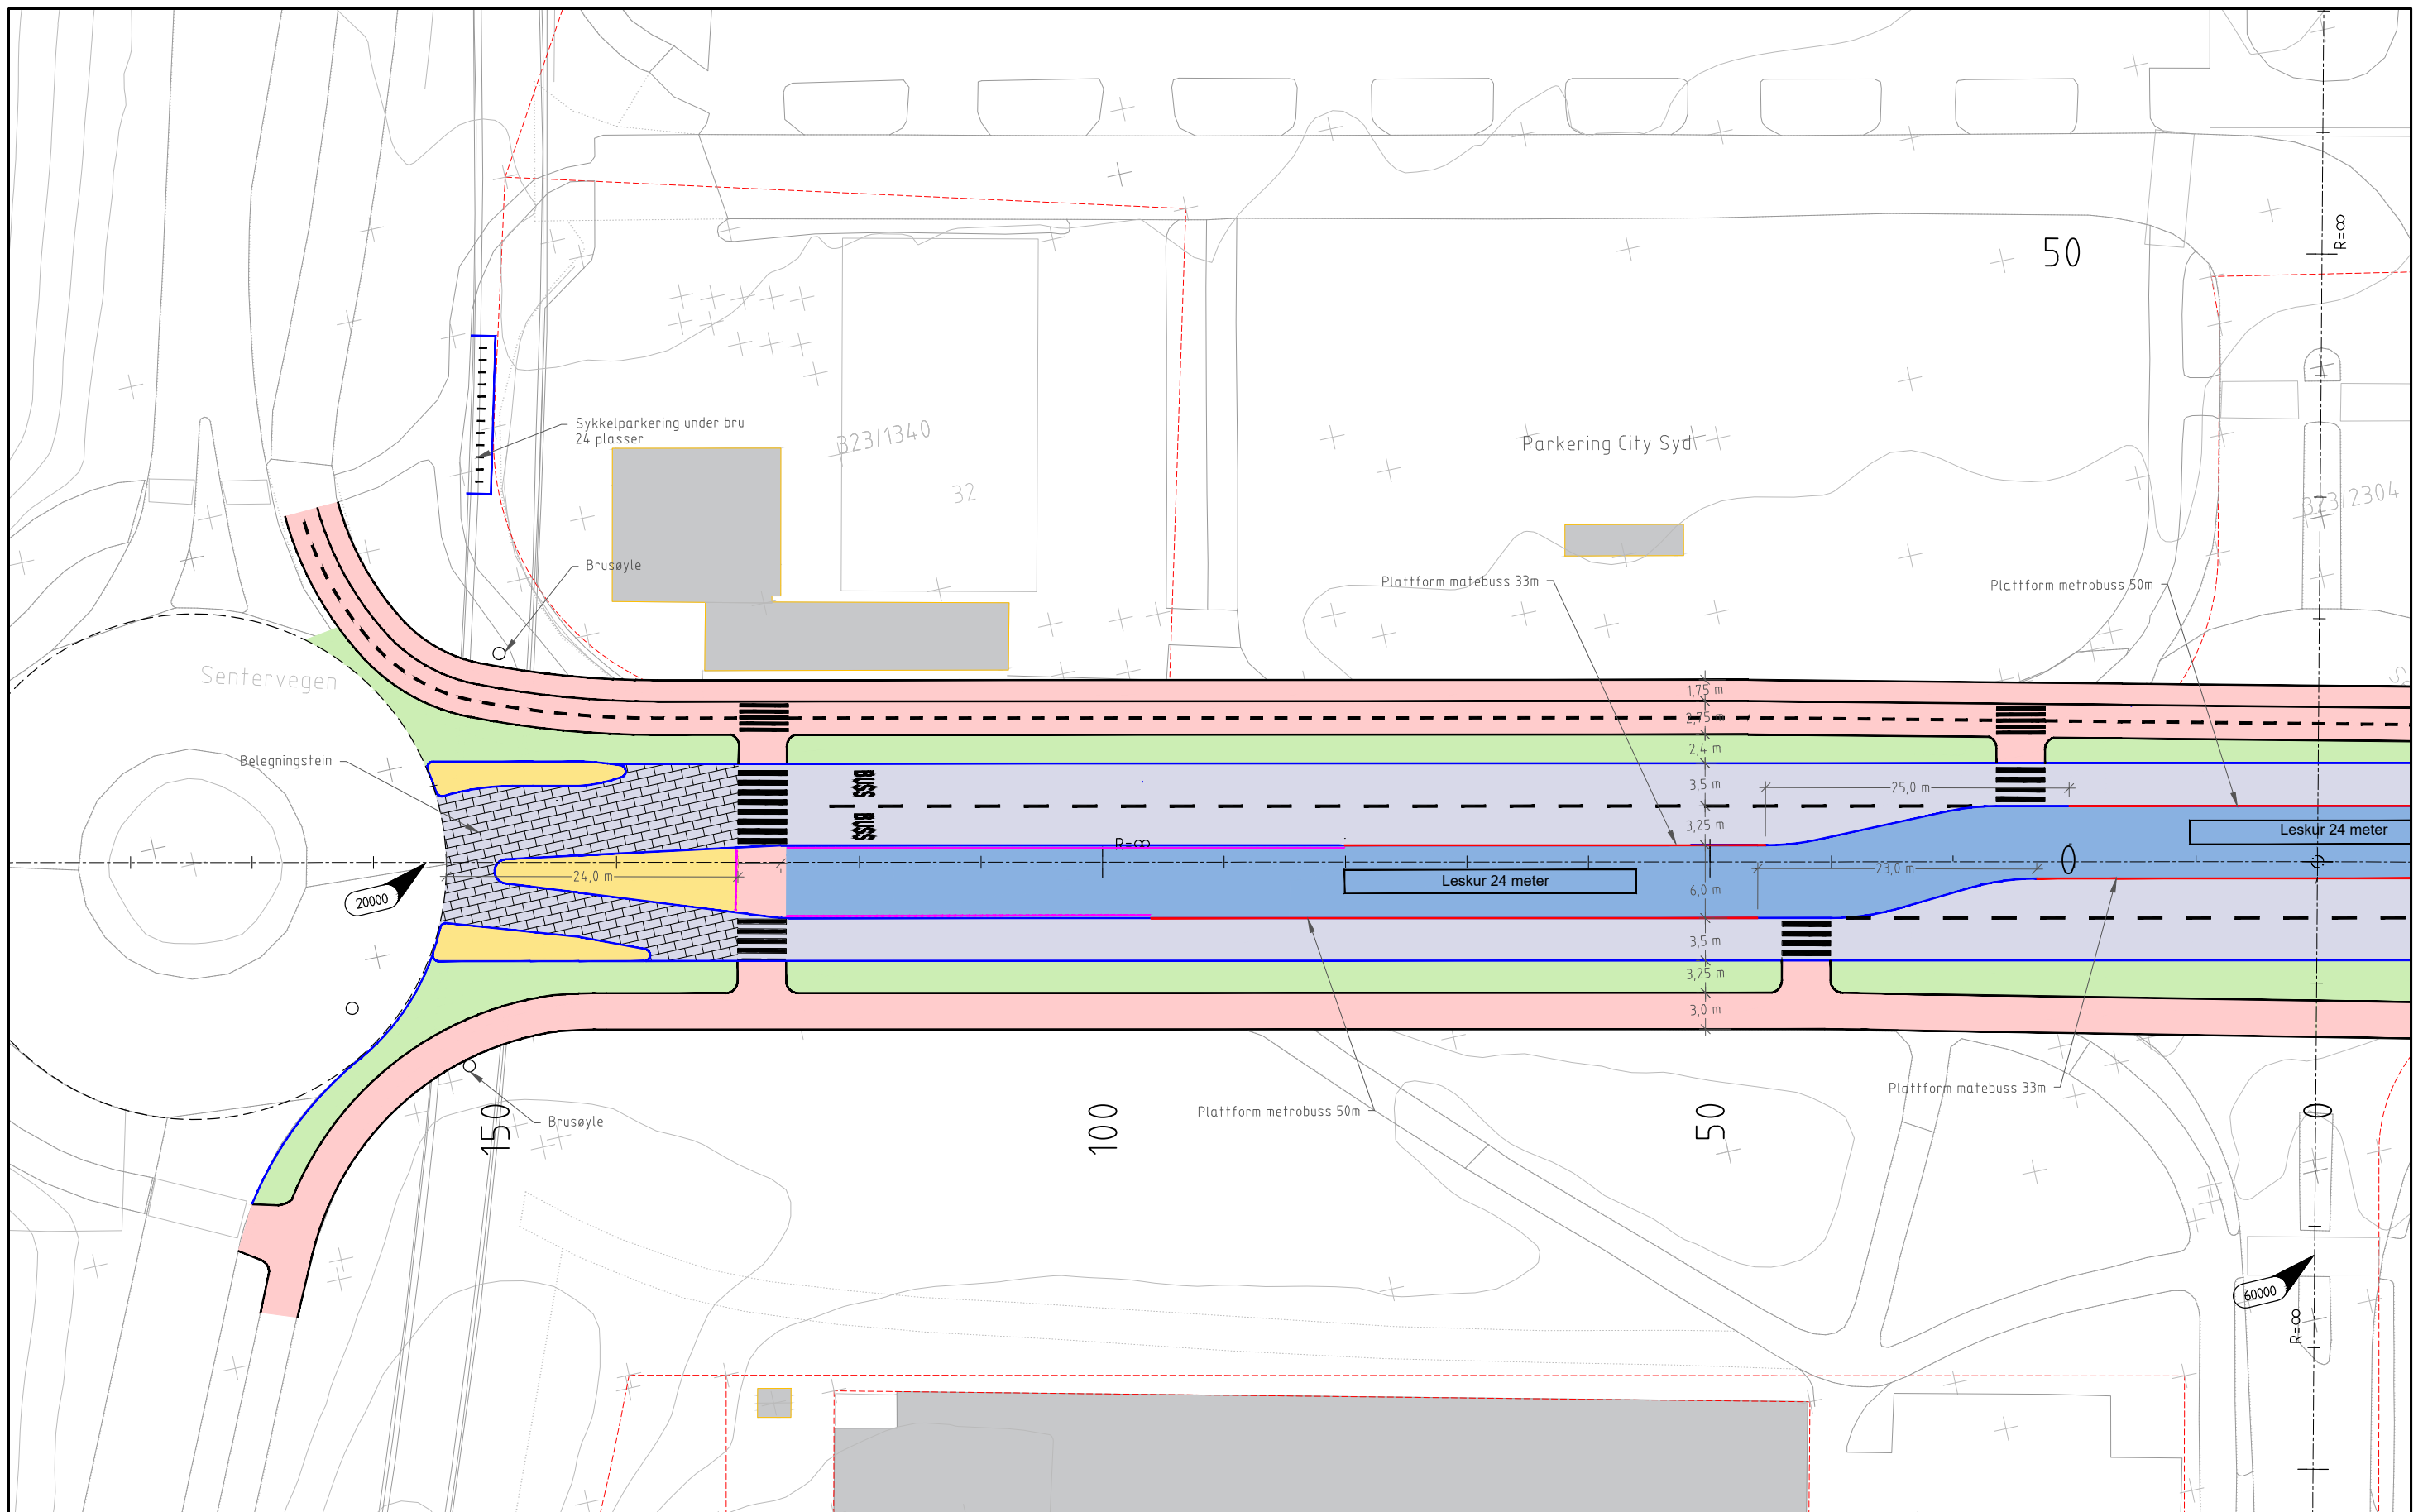 50
R=∞
Sykkelparkering under bru
24 plasser
323/1340
Parkering City Syd
32
323/2304
Brusøyle
Plattform matebuss 33m
Plattform metrobuss 50m
Sentervegen
1,75 m
2,75 m
2,4 m
Belegningstein
BUSS
3,5 m
25,0 m
BUSS
3,25 m
Leskur 24 meter
R=∞
0
24,0 m
Leskur 24 meter
23,0 m
6,0 m
20000
3,5 m
3,25 m
3,0 m
Plattform matebuss 33m
Plattform metrobuss 50m
Brusøyle
150
100
50
0
60000
R=∞